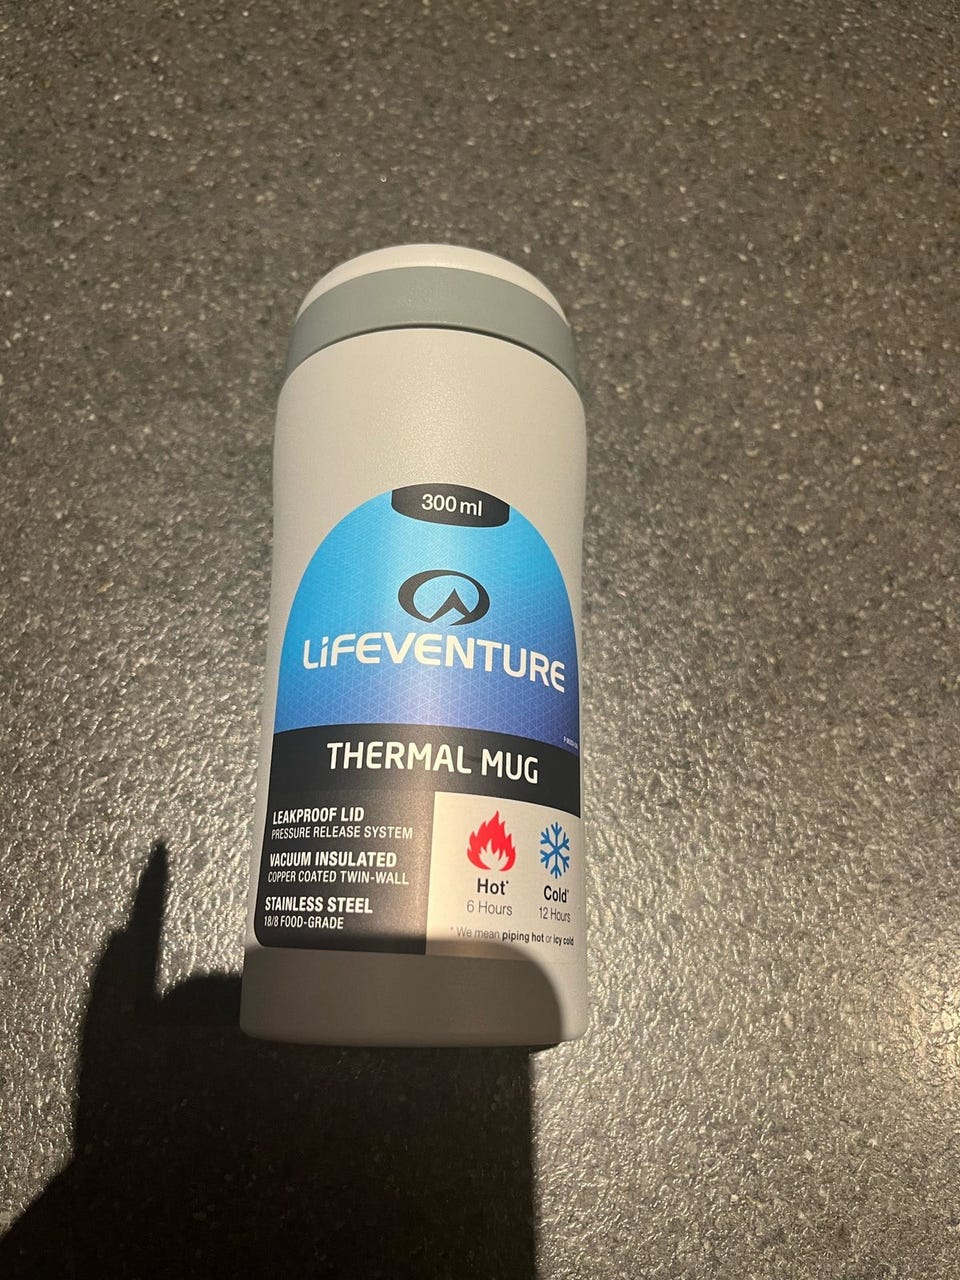 300 ml
LiFEVENTURE
THERMAL MUG
LEAKPROOF LID
PRESSURE RELEASE SYSTEM
VACUUM INSULATED
COPPER COATED TWIN-WALL
STAINLESS STEEL
18/8 FOOD-GRADE
Hot*
6 Hours
Cold*
12 Hours
* We mean piping hot or icy cold